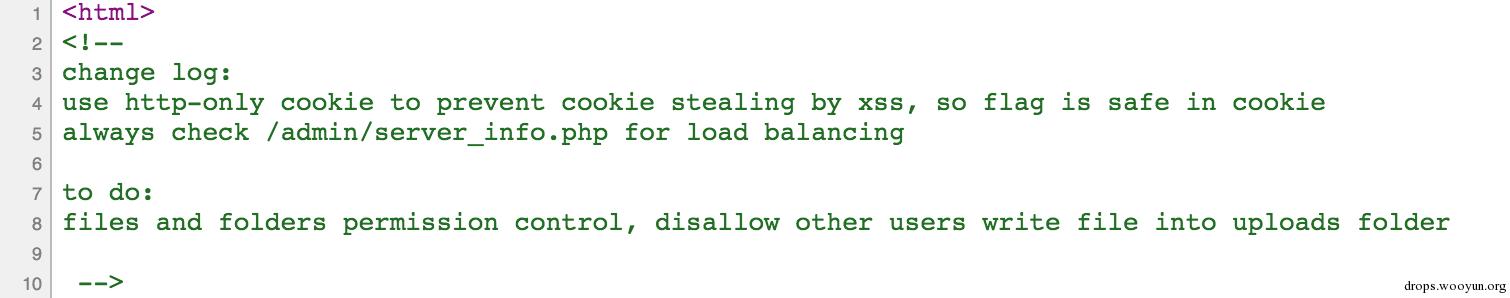 1 <html>
2 <!--
3 change log:
4 use http-only cookie to prevent cookie stealing by xss, so flag is safe in cookie
5 always check /admin/server_info.php for load balancing
6
7 to do:
8 files and folders permission control, disallow other users write file into uploads folder
9
10 -->
drops.wooyun.org